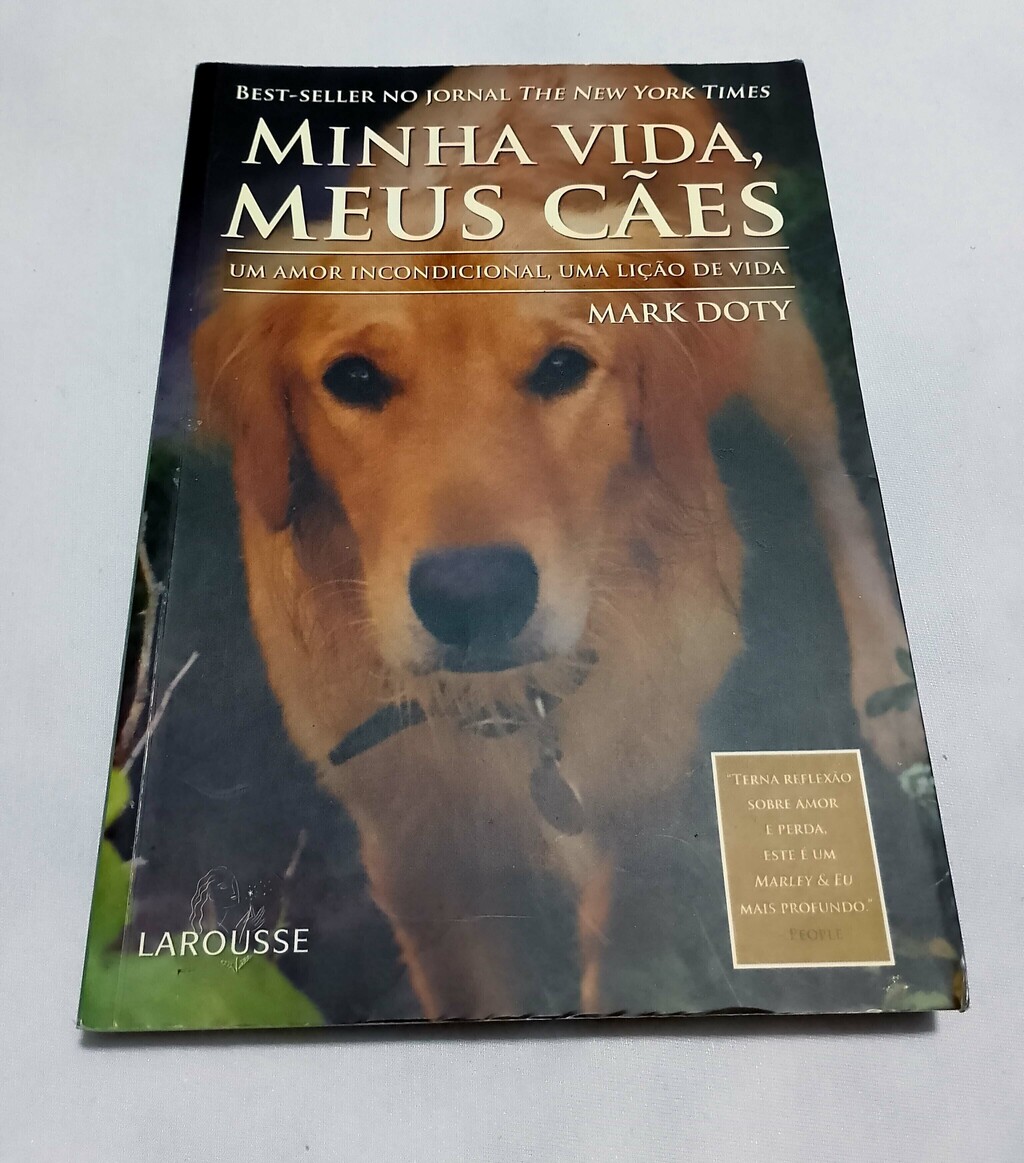 BEST-SELLER NO JORNAL THE NEW YORK TIMES
MINHA VIDA,
MEUS CÃES
UM AMOR INCONDICIONAL, UMA LIÇÃO DE VIDA
MARK DOTY
"TERNA REFLEXÃO
SOBRE AMOR
E PERDA,
ESTE É UM
MARLEY & EU
MAIS PROFUNDO."
PEOPLE
LAROUSSE